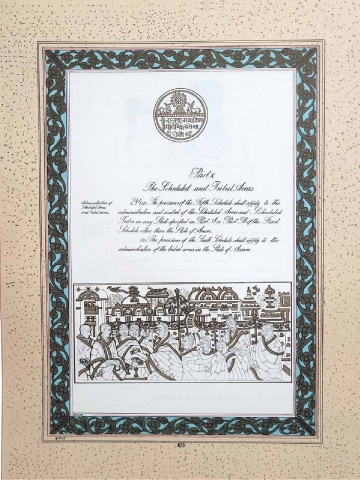 Part X
The Scheduled and Tribal Areas
Administration of
Scheduled Areas
and tribal areas.
244. (1) The provisions of the Fifth Schedule shall apply to the
administration and control of the Scheduled Areas and Scheduled
Tribes in any State specified in Part A or Part B of the First
Schedule other than the State of Assam.
(2) The provisions of the Sixth Schedule shall apply to the
administration of the tribal areas in the State of Assam.
105